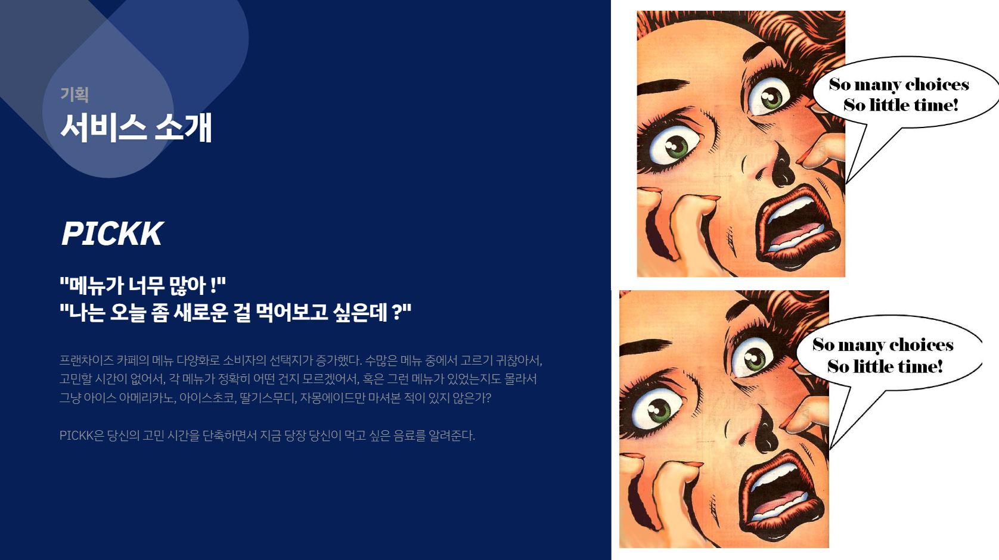 기획
서비스 소개
PICKK
"메뉴가 너무 많아 !"
"나는 오늘 좀 새로운 걸 먹어보고 싶은데 ?"
프랜차이즈 카페의 메뉴 다양화로 소비자의 선택지가 증가했다. 수많은 메뉴 중에서 고르기 귀찮아서,
고민할 시간이 없어서, 각 메뉴가 정확히 어떤 건지 모르겠어서, 혹은 그런 메뉴가 있었는지도 몰라서
그냥 아이스 아메리카노, 아이스초코, 딸기스무디, 자몽에이드만 마셔본 적이 있지 않은가?
PICKK은 당신의 고민 시간을 단축하면서 지금 당장 당신이 먹고 싶은 음료를 알려준다.
So many choices
So little time!
So many choices
So little time!